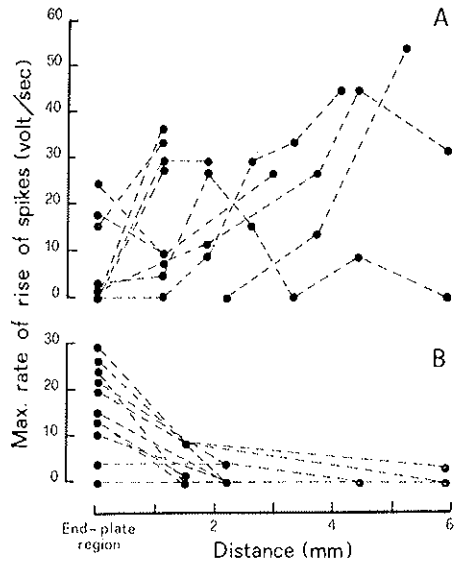 A
60
50
40
30
20
10
0
B
30
20
10
0
Max. rate of rise of spikes (volt/sec)
2
4
6
End-plate
region
Distance (mm)